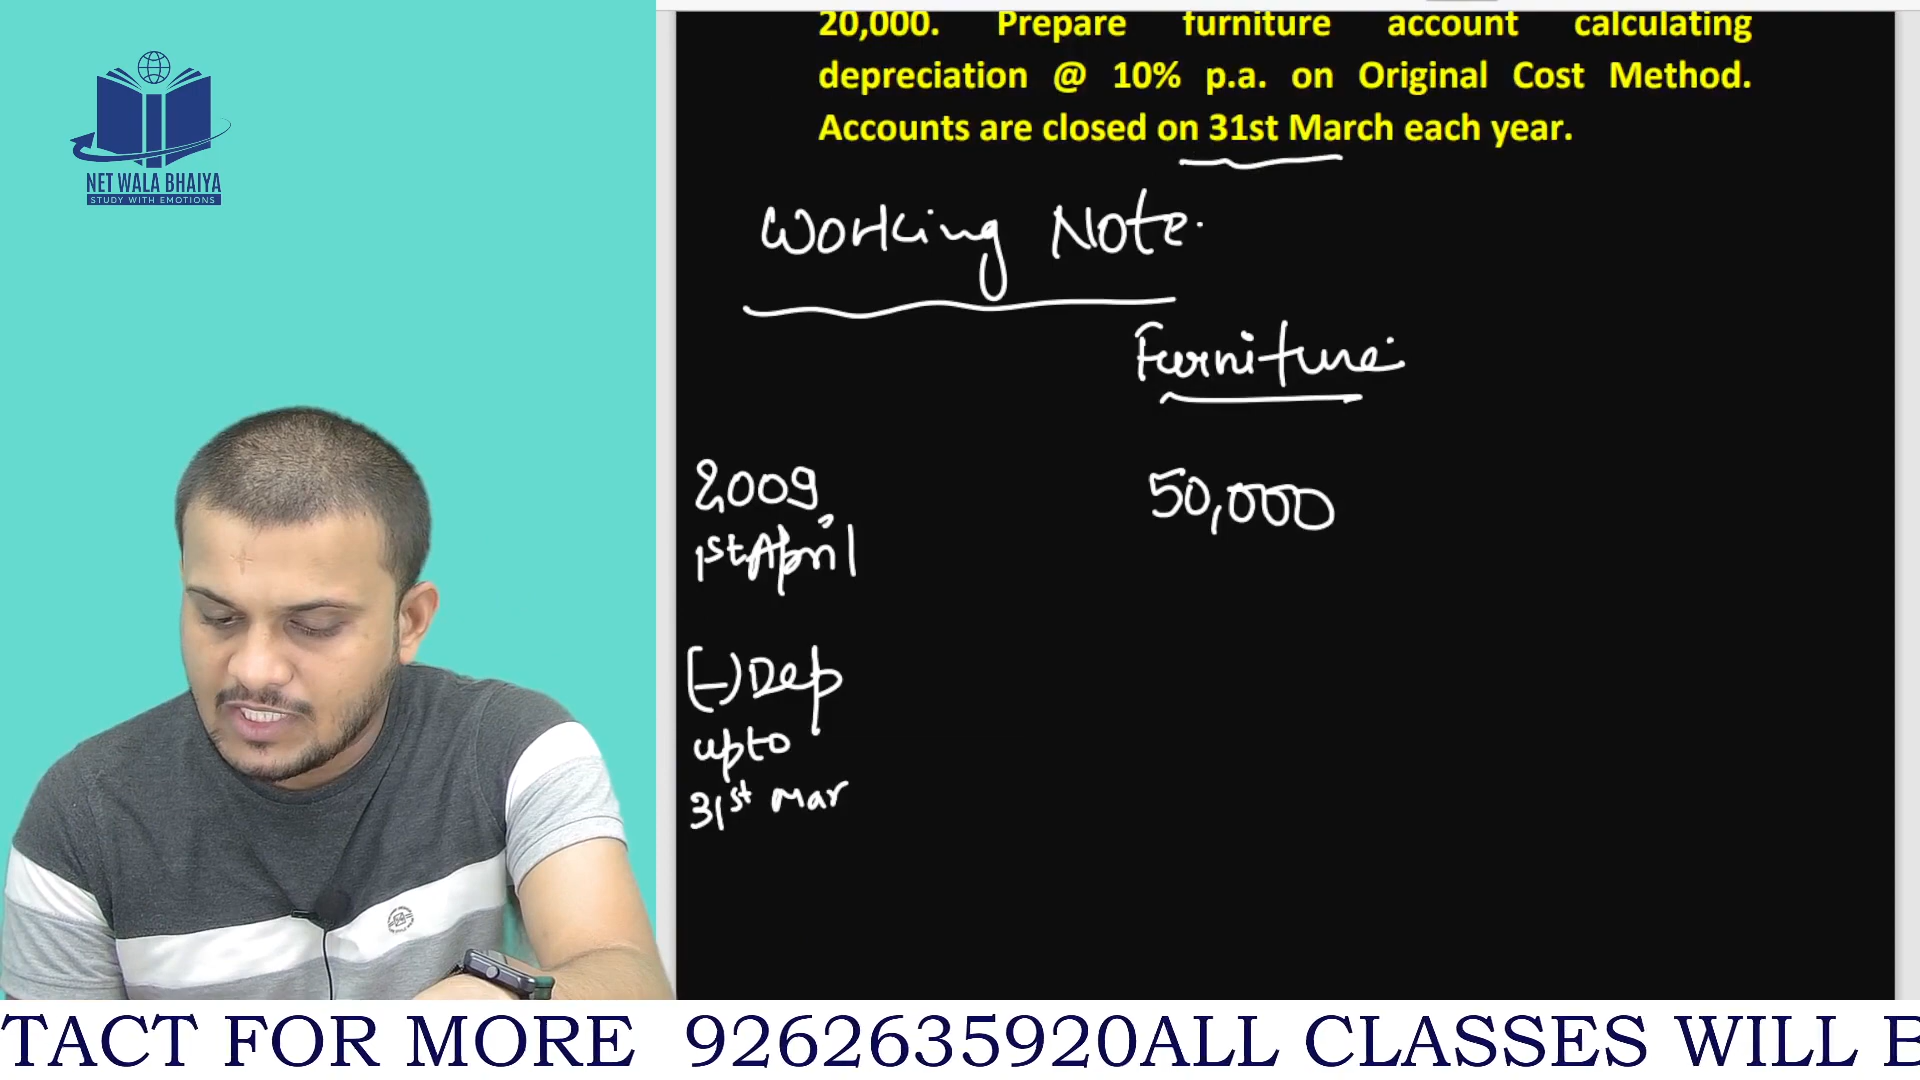 NET WALA BHAIYA
STUDY WITH EMOTIONS
20,000. Prepare furniture account calculating
depreciation @ 10% p.a. on Original Cost Method.
Accounts are closed on 31st March each year.
Working Note.
Furniture
2009
1st April
50,000
(-) Dep
upto
31st Mar
TACT FOR MORE 9262635920ALL CLASSES WILL B